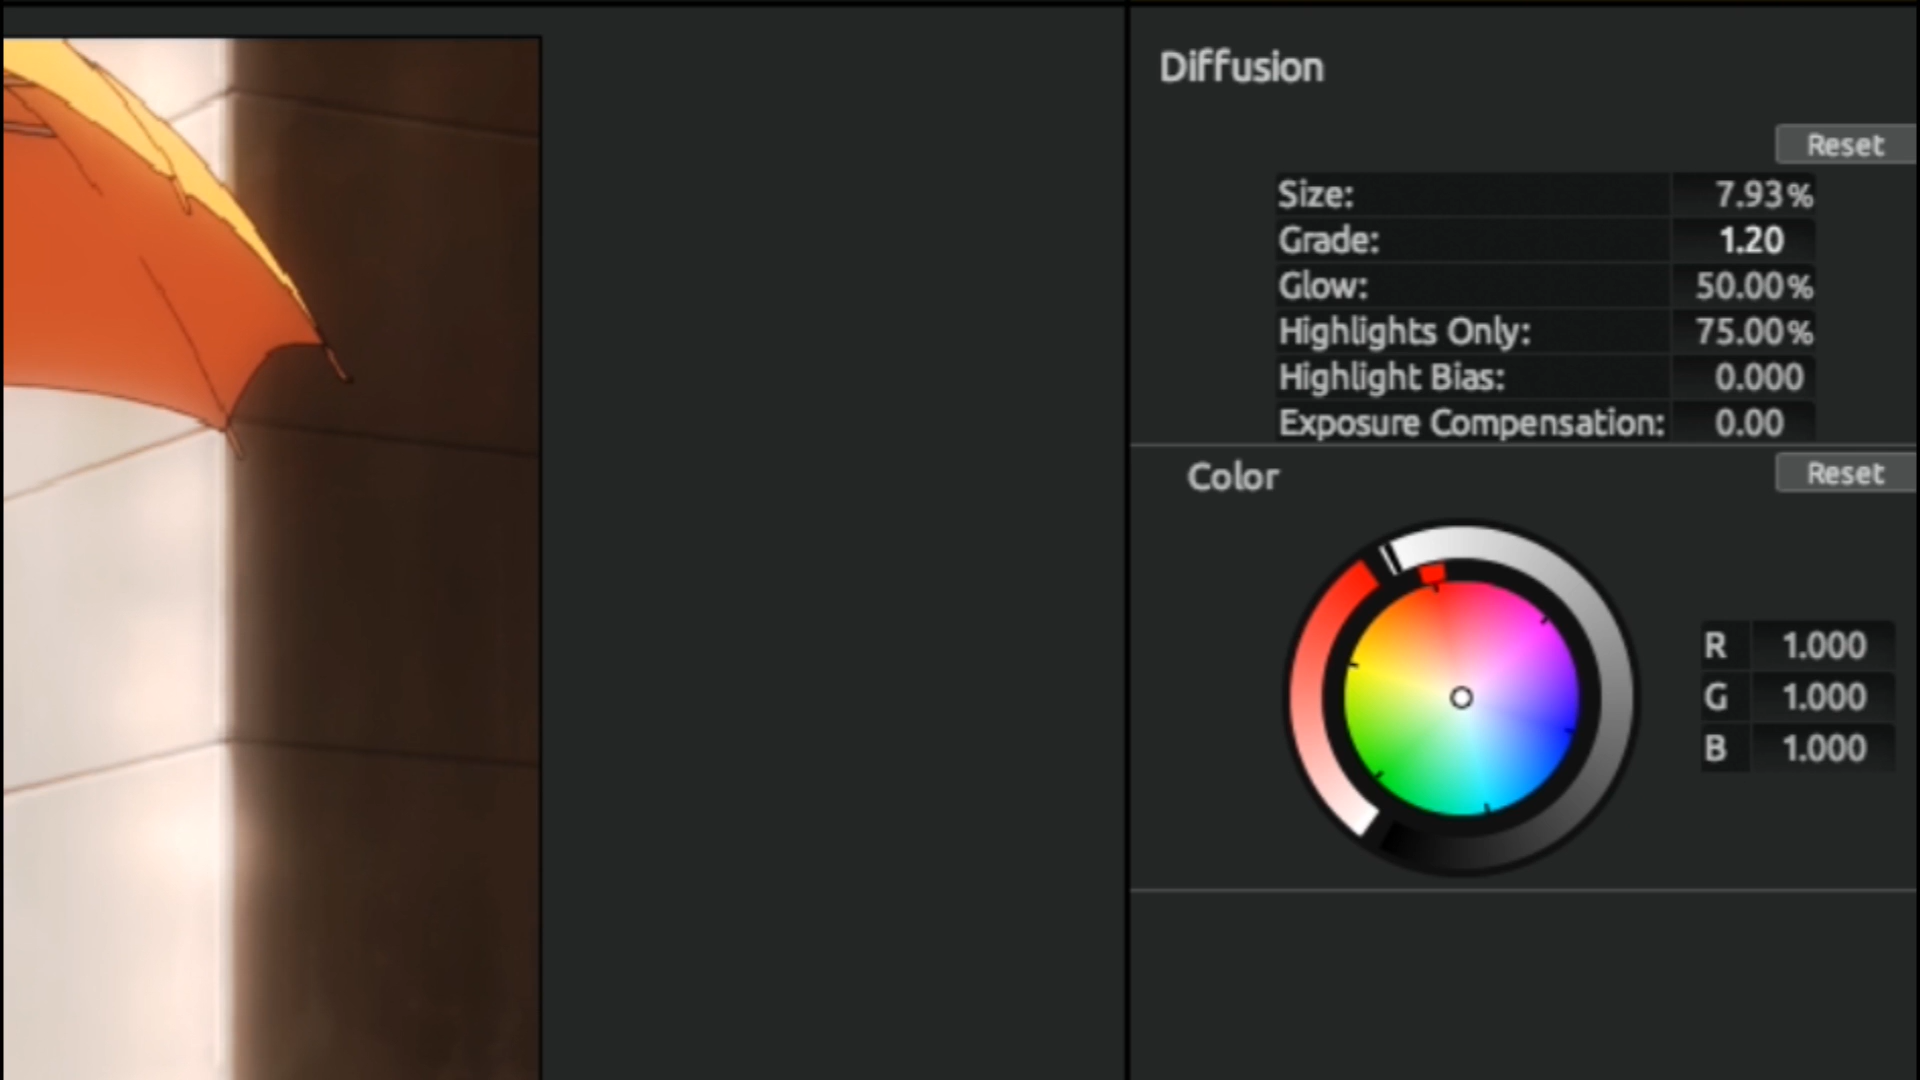 Diffusion
Reset
Size: 7.93%
Grade: 1.20
Glow: 50.00%
Highlights Only: 75.00%
Highlight Bias: 0.000
Exposure Compensation: 0.00
Color
Reset
R 1.000
G 1.000
B 1.000